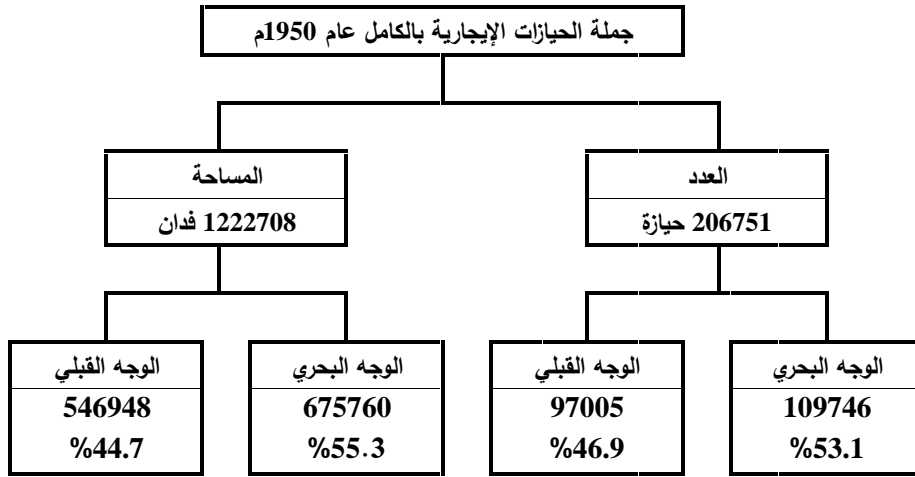 جملة الحيازات الإيجارية بالكامل عام 1950م
العدد
206751 حيازة
المساحة
1222708 فدان
الوجه البحري
109746
%53.1
الوجه القبلي
97005
%46.9
الوجه البحري
675760
%55.3
الوجه القبلي
546948
%44.7